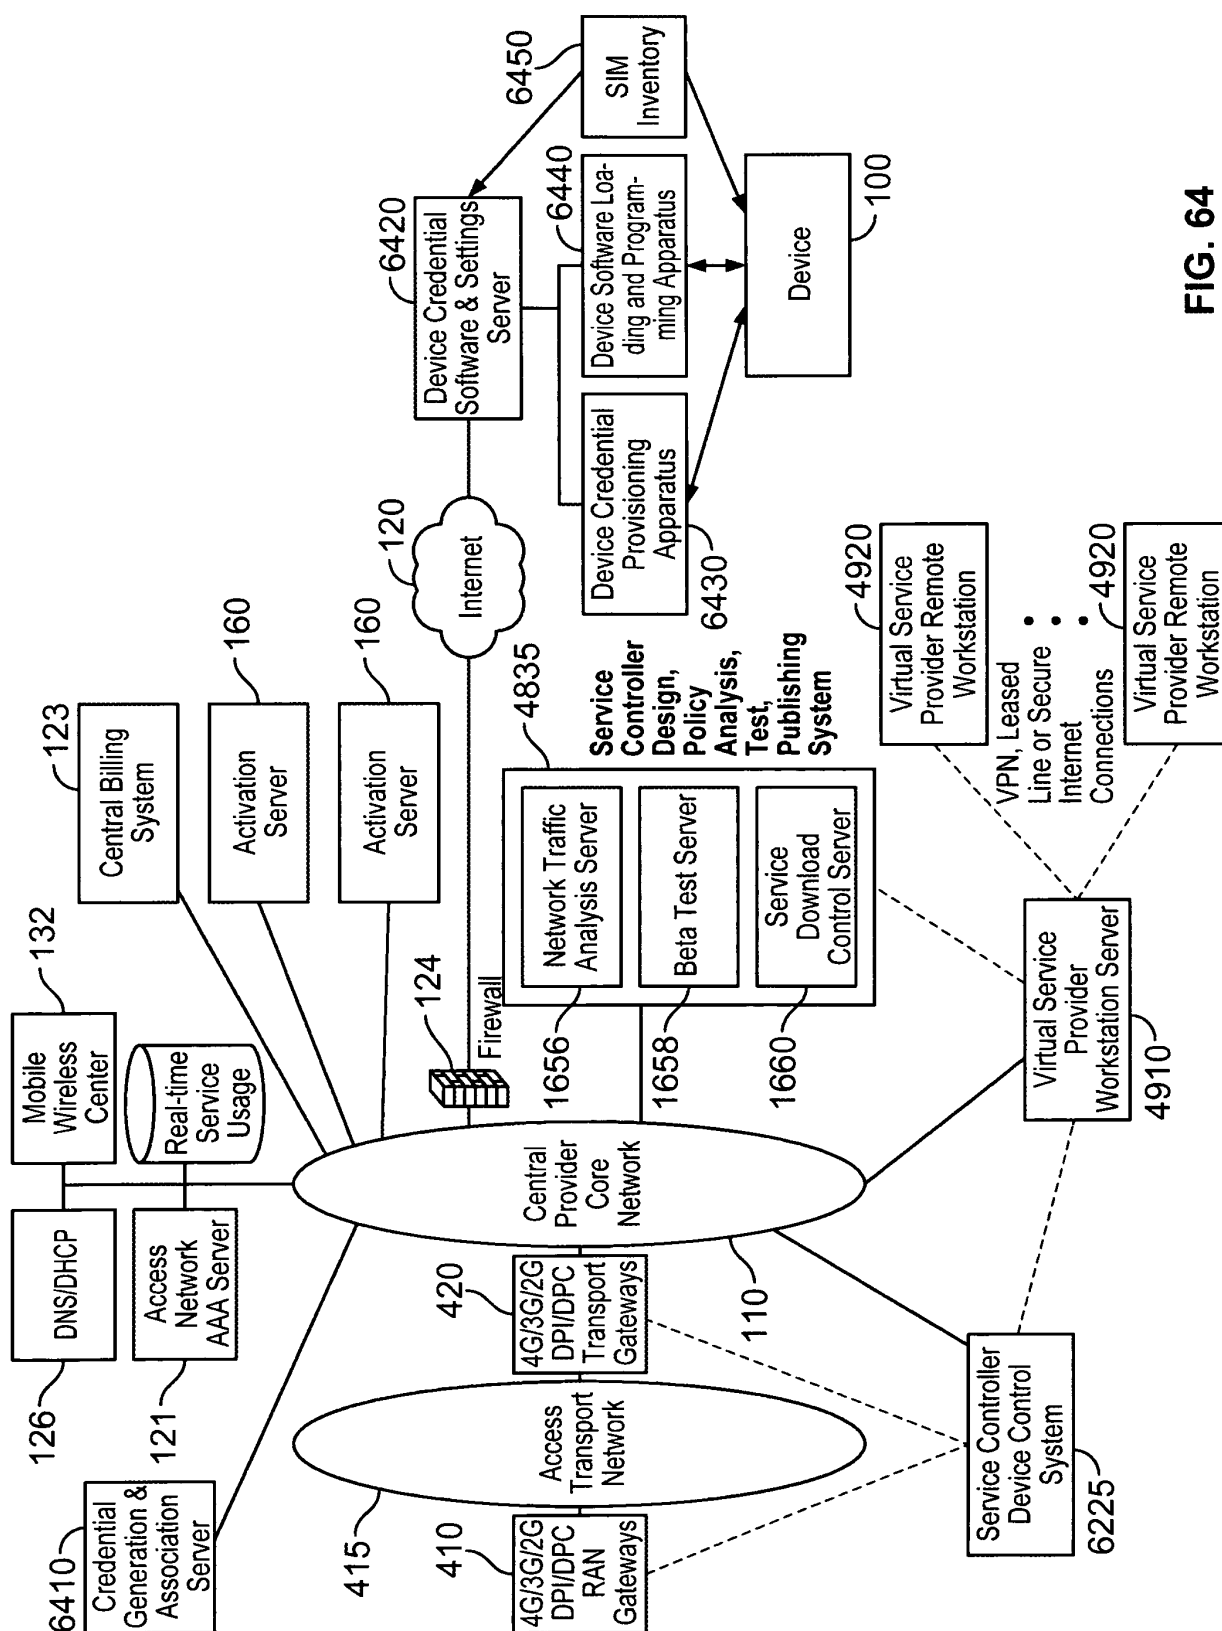 6410
Credential
Generation &
Association
Server
126
DNS/DHCP
Mobile
Wireless
Center
132
121
Access
Network
AAA Server
Real-time
Service
Usage
Central Billing
System
123
Activation
Server
160
Activation
Server
160
415
410
4G/3G/2G
DPI/DPC
RAN
Gateways
Access
Transport
Network
420
4G/3G/2G
DPI/DPC
Transport
Gateways
110
Central
Provider
Core
Network
124
Firewall
Internet
120
Device Credential
Software & Settings
Server
6420
Device Credential
Provisioning
Apparatus
6430
Device Software Loa-
ding and Program-
ming Apparatus
6440
SIM
Inventory
6450
Device
100
4835
Service
Controller
Design,
Policy
Analysis,
Test,
Publishing
System
1656
Network Traffic
Analysis Server
1658
Beta Test Server
1660
Service
Download
Control Server
Service Controller
Device Control
System
6225
Virtual Service
Provider
Workstation Server
4910
VPN, Leased
Line or Secure
Internet
Connections
Virtual Service
Provider Remote
Workstation
4920
Virtual Service
Provider Remote
Workstation
4920
FIG. 64